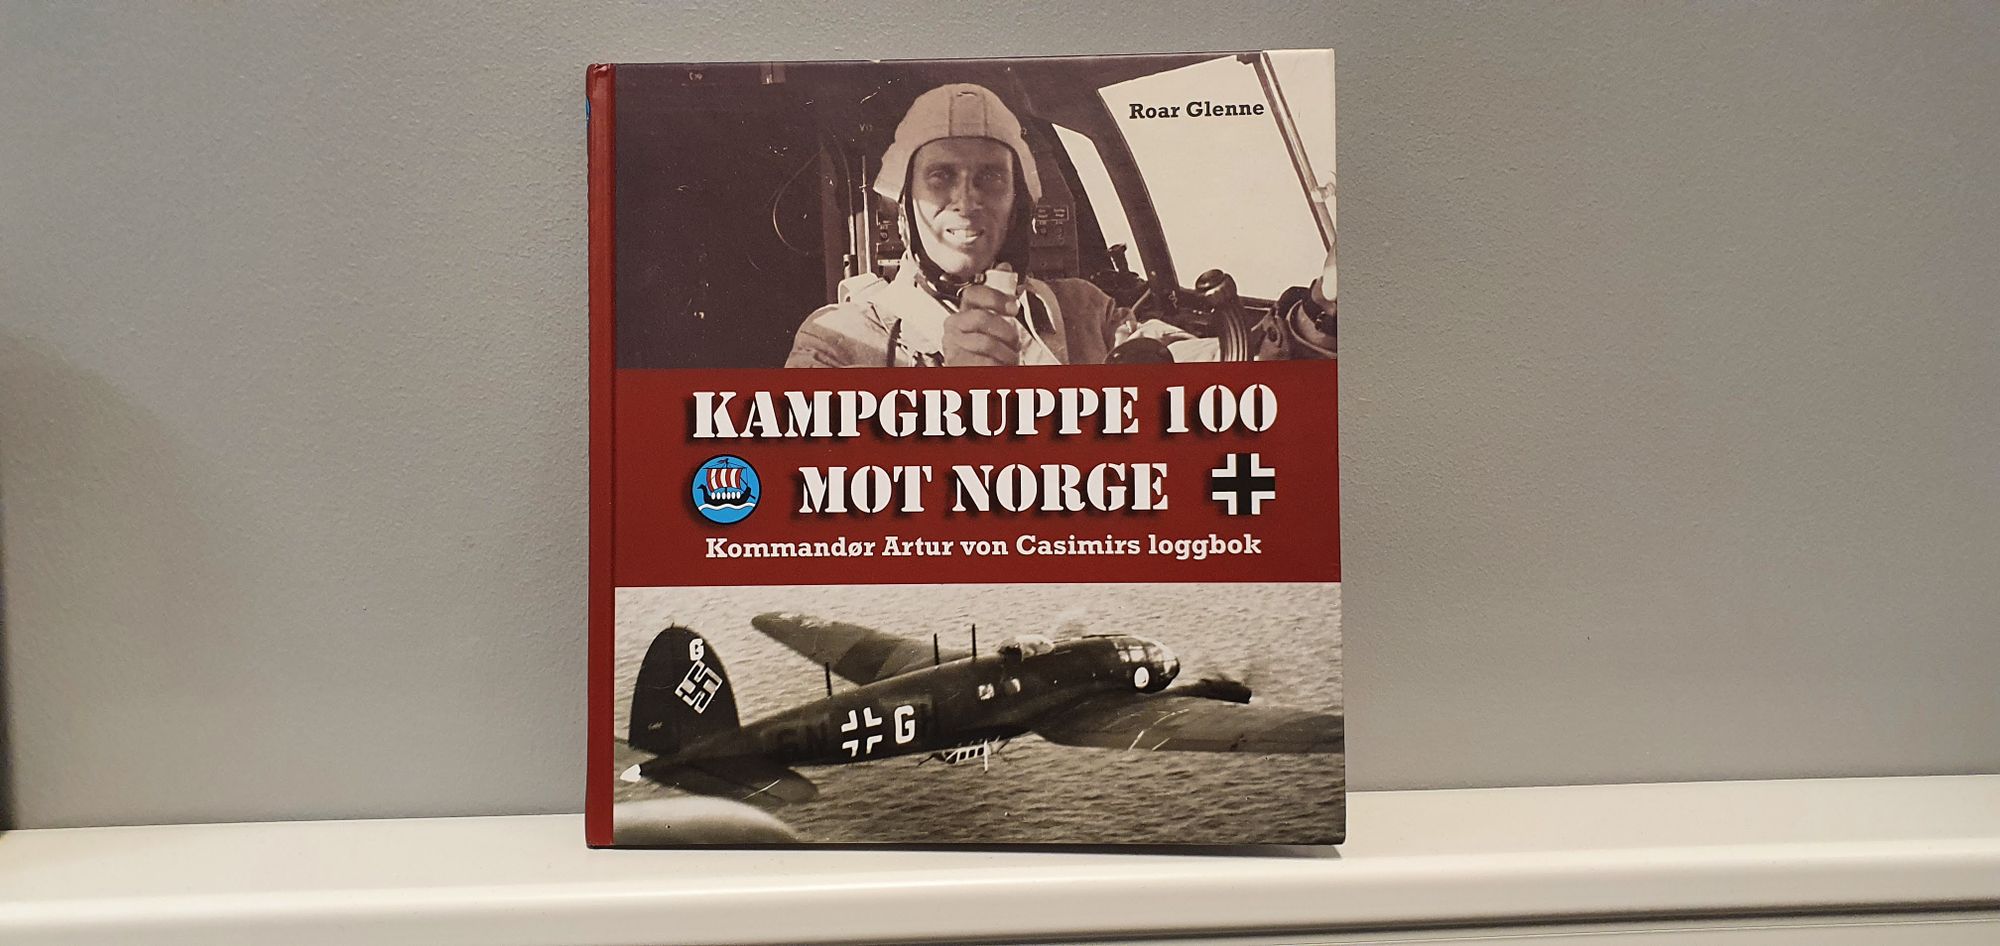 Roar Glenne
KAMPGRUPPE 100
MOT NORGE
Kommandør Artur von Casimirs loggbok
G
G